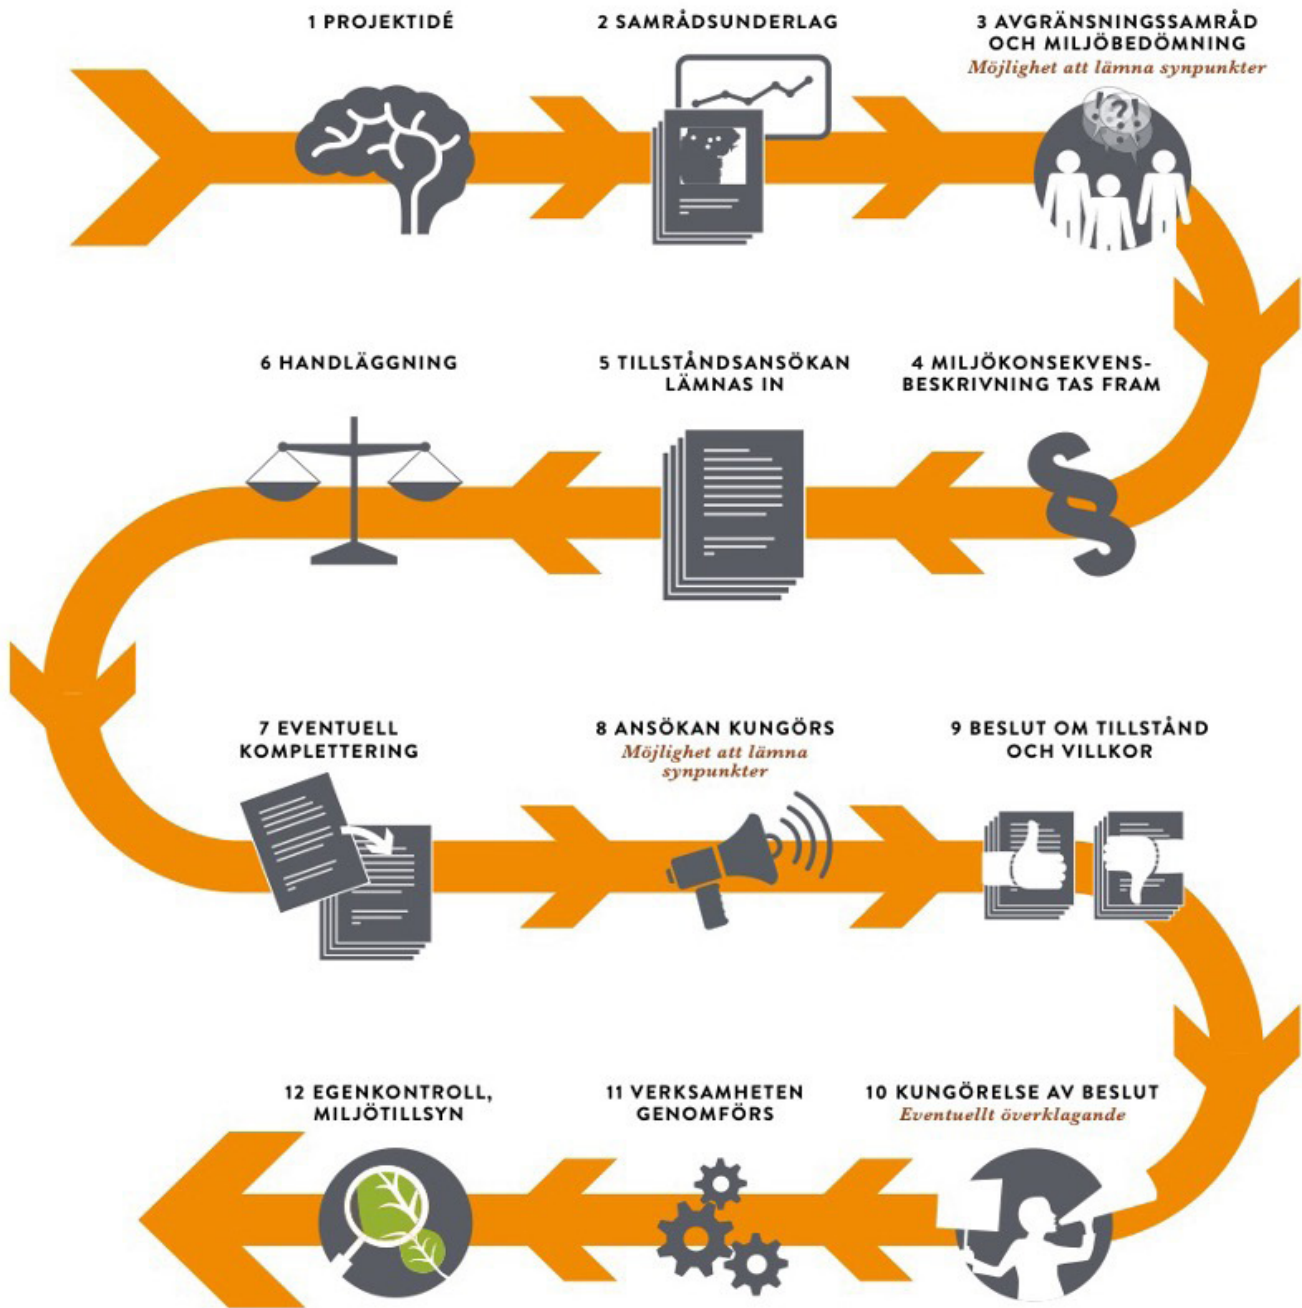 1 PROJEKTIDÉ
2 SAMRÅDSUNDERLAG
3 AVGRÄNSNINGSSAMRÅD
OCH MILJÖBEDÖMNING
Möjlighet att lämna synpunkter
!?!
4 MILJÖKONSEKVENS-
BESKRIVNING TAS FRAM
5 TILLSTÅNDSANSÖKAN
LÄMNAS IN
6 HANDLÄGGNING
§
7 EVENTUELL
KOMPLETTERING
8 ANSÖKAN KUNGÖRS
Möjlighet att lämna
synpunkter
9 BESLUT OM TILLSTÅND
OCH VILLKOR
10 KUNGÖRELSE AV BESLUT
Eventuellt överklagande
11 VERKSAMHETEN
GENOMFÖRS
12 EGENKONTROLL,
MILJÖTILLSYN